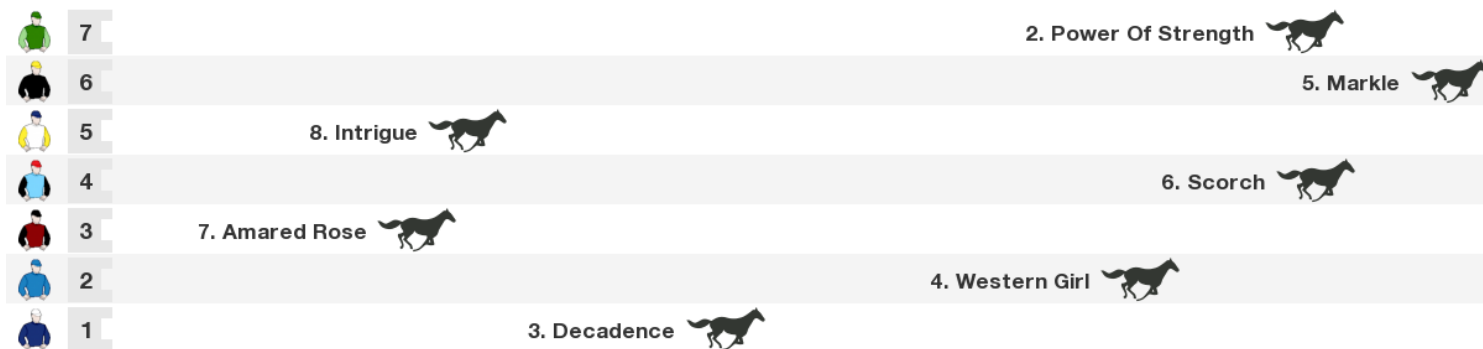 7 2. Power Of Strength
6 5. Markle
5 8. Intrigue
4 6. Scorch
3 7. Amared Rose
2 4. Western Girl
1 3. Decadence